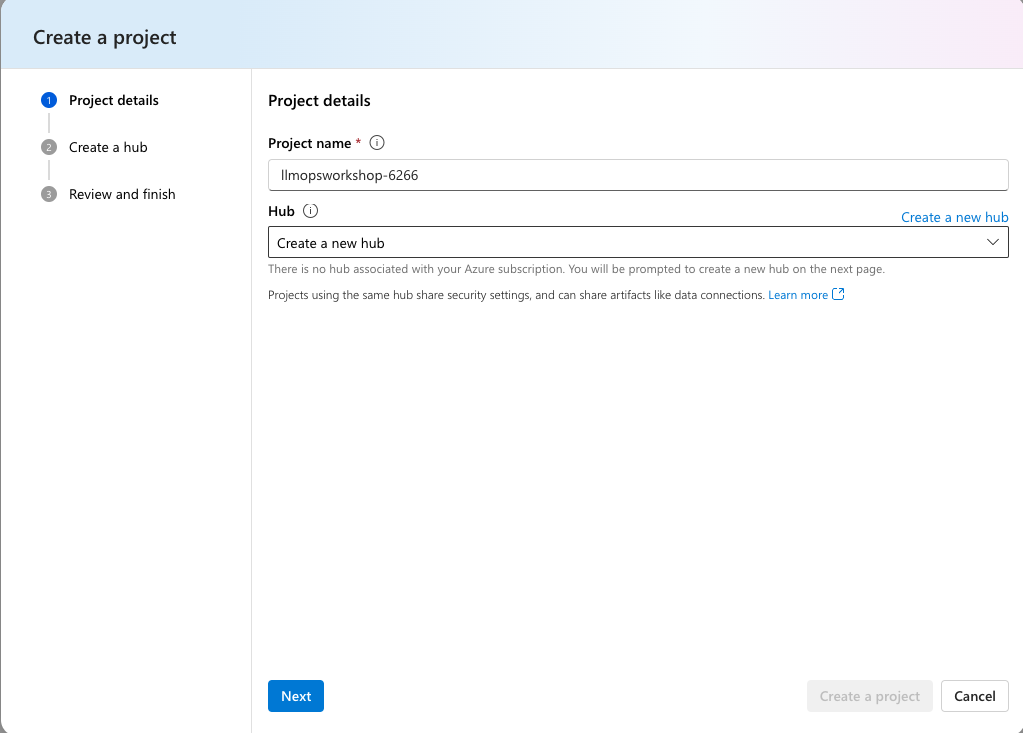 Create a project
1 Project details
2 Create a hub
3 Review and finish
Project details
Project name *
llmopsworkshop-6266
Hub
Create a new hub
Create a new hub
There is no hub associated with your Azure subscription. You will be prompted to create a new hub on the next page.
Projects using the same hub share security settings, and can share artifacts like data connections. Learn more
Next
Create a project
Cancel